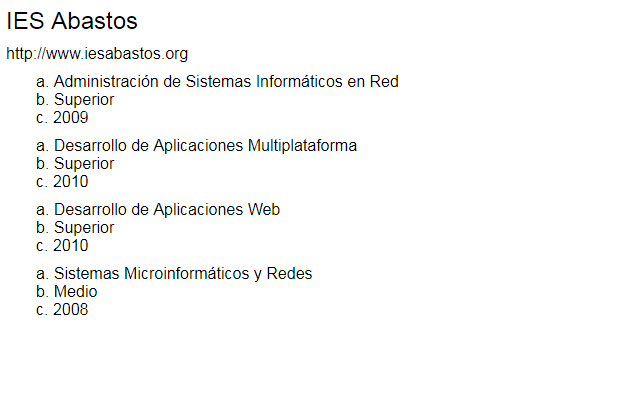 IES Abastos
http://www.iesabastos.org
a. Administración de Sistemas Informáticos en Red
b. Superior
c. 2009
a. Desarrollo de Aplicaciones Multiplataforma
b. Superior
c. 2010
a. Desarrollo de Aplicaciones Web
b. Superior
c. 2010
a. Sistemas Microinformáticos y Redes
b. Medio
c. 2008